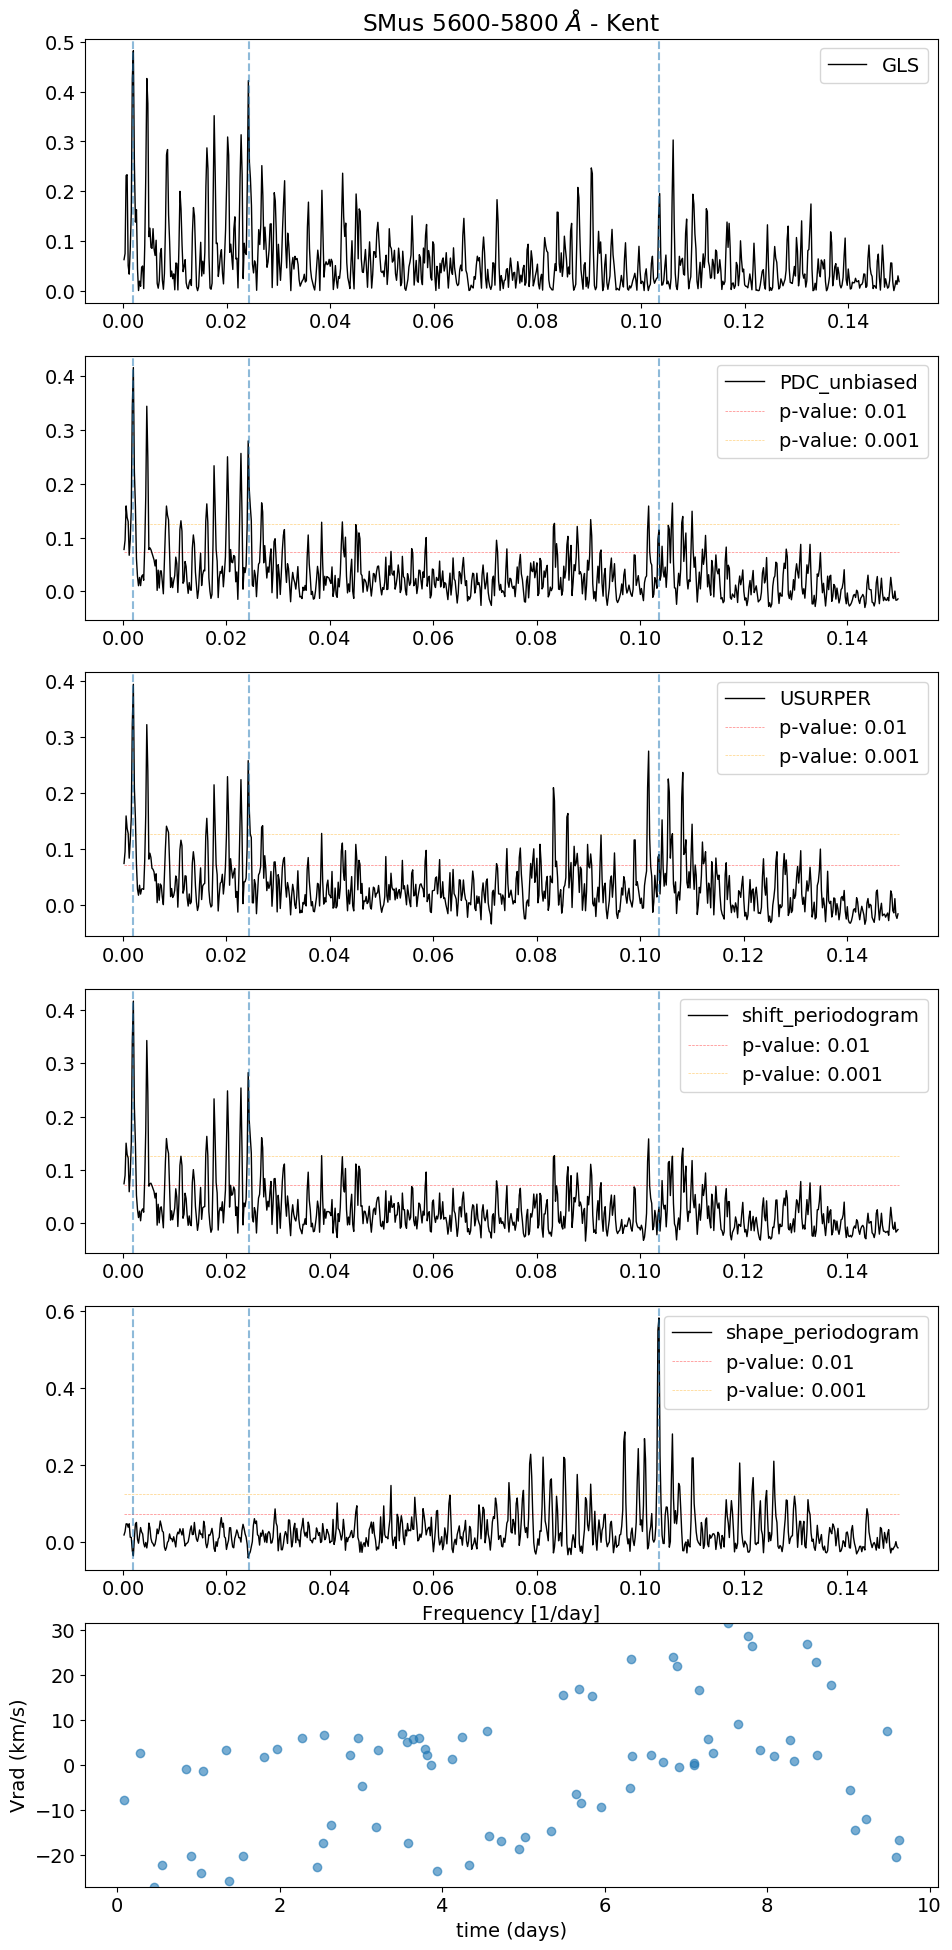 SMus 5600-5800 Å - Kent
GLS
0.5
0.4
0.3
0.2
0.1
0.0
0.00 0.02 0.04 0.06 0.08 0.10 0.12 0.14
PDC_unbiased
p-value: 0.01
p-value: 0.001
0.4
0.3
0.2
0.1
0.0
0.00 0.02 0.04 0.06 0.08 0.10 0.12 0.14
USURPER
p-value: 0.01
p-value: 0.001
0.4
0.3
0.2
0.1
0.0
0.00 0.02 0.04 0.06 0.08 0.10 0.12 0.14
shift_periodogram
p-value: 0.01
p-value: 0.001
0.4
0.3
0.2
0.1
0.0
0.00 0.02 0.04 0.06 0.08 0.10 0.12 0.14
shape_periodogram
p-value: 0.01
p-value: 0.001
0.6
0.4
0.2
0.0
0.00 0.02 0.04 0.06 0.08 0.10 0.12 0.14
Frequency [1/day]
Vrad (km/s)
30
20
10
0
−10
−20
0 2 4 6 8 10
time (days)